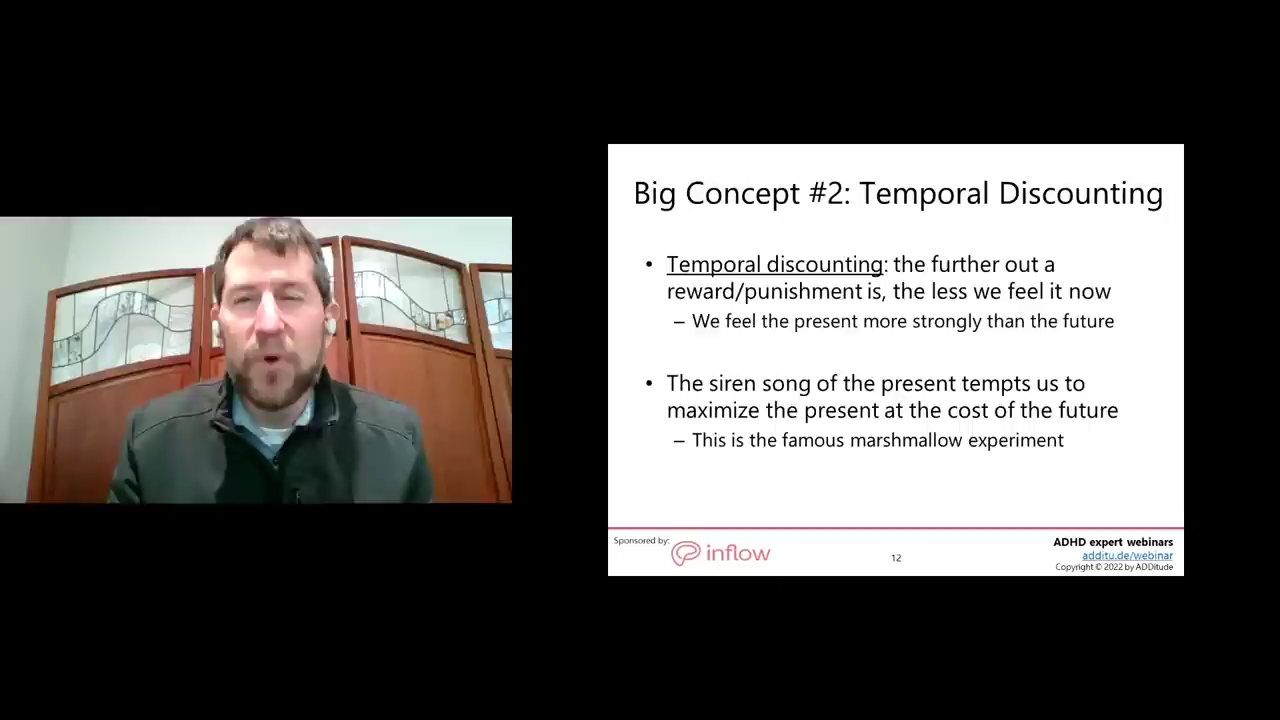 Big Concept #2: Temporal Discounting
• Temporal discounting: the further out a
reward/punishment is, the less we feel it now
– We feel the present more strongly than the future
• The siren song of the present tempts us to
maximize the present at the cost of the future
– This is the famous marshmallow experiment
Sponsored by:
inflow
12
ADHD expert webinars
additu.de/webinar
Copyright © 2022 by ADDitude